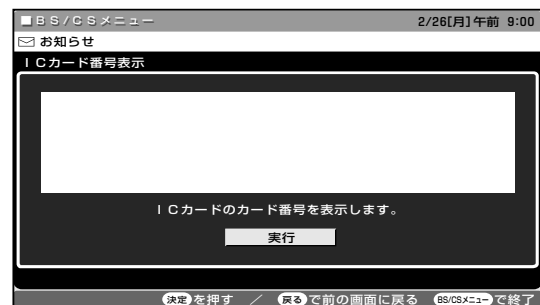 ■BS/CSメニュー 2/26[月]午前 9:00
お知らせ
ICカード番号表示
ICカードのカード番号を表示します。
実行
決定を押す / 戻るで前の画面に戻る BS/CSメニューで終了